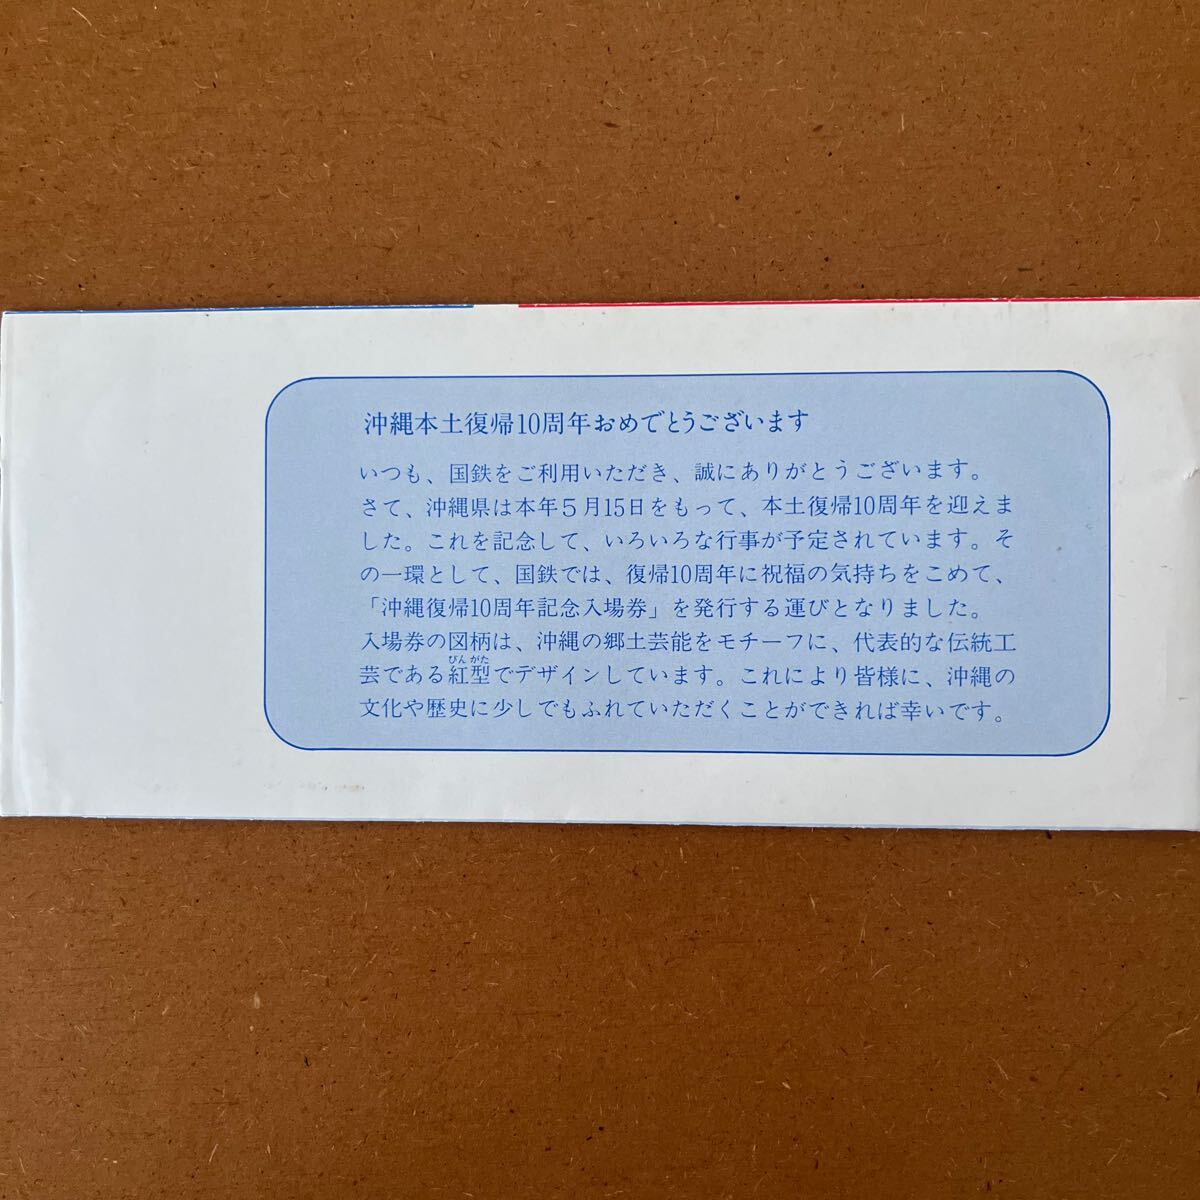 沖縄本土復帰10周年おめでとうございます
いつも、国鉄をご利用いただき、誠にありがとうございます。
さて、沖縄県は本年5月15日をもって、本土復帰10周年を迎えま
した。これを記念して、いろいろな行事が予定されています。そ
の一環として、国鉄では、復帰10周年に祝福の気持ちをこめて、
「沖縄復帰10周年記念入場券」を発行する運びとなりました。
入場券の図柄は、沖縄の郷土芸能をモチーフに、代表的な伝統工
びんがた
芸である紅型でデザインしています。これにより皆様に、沖縄の
文化や歴史に少しでもふれていただくことができれば幸いです。